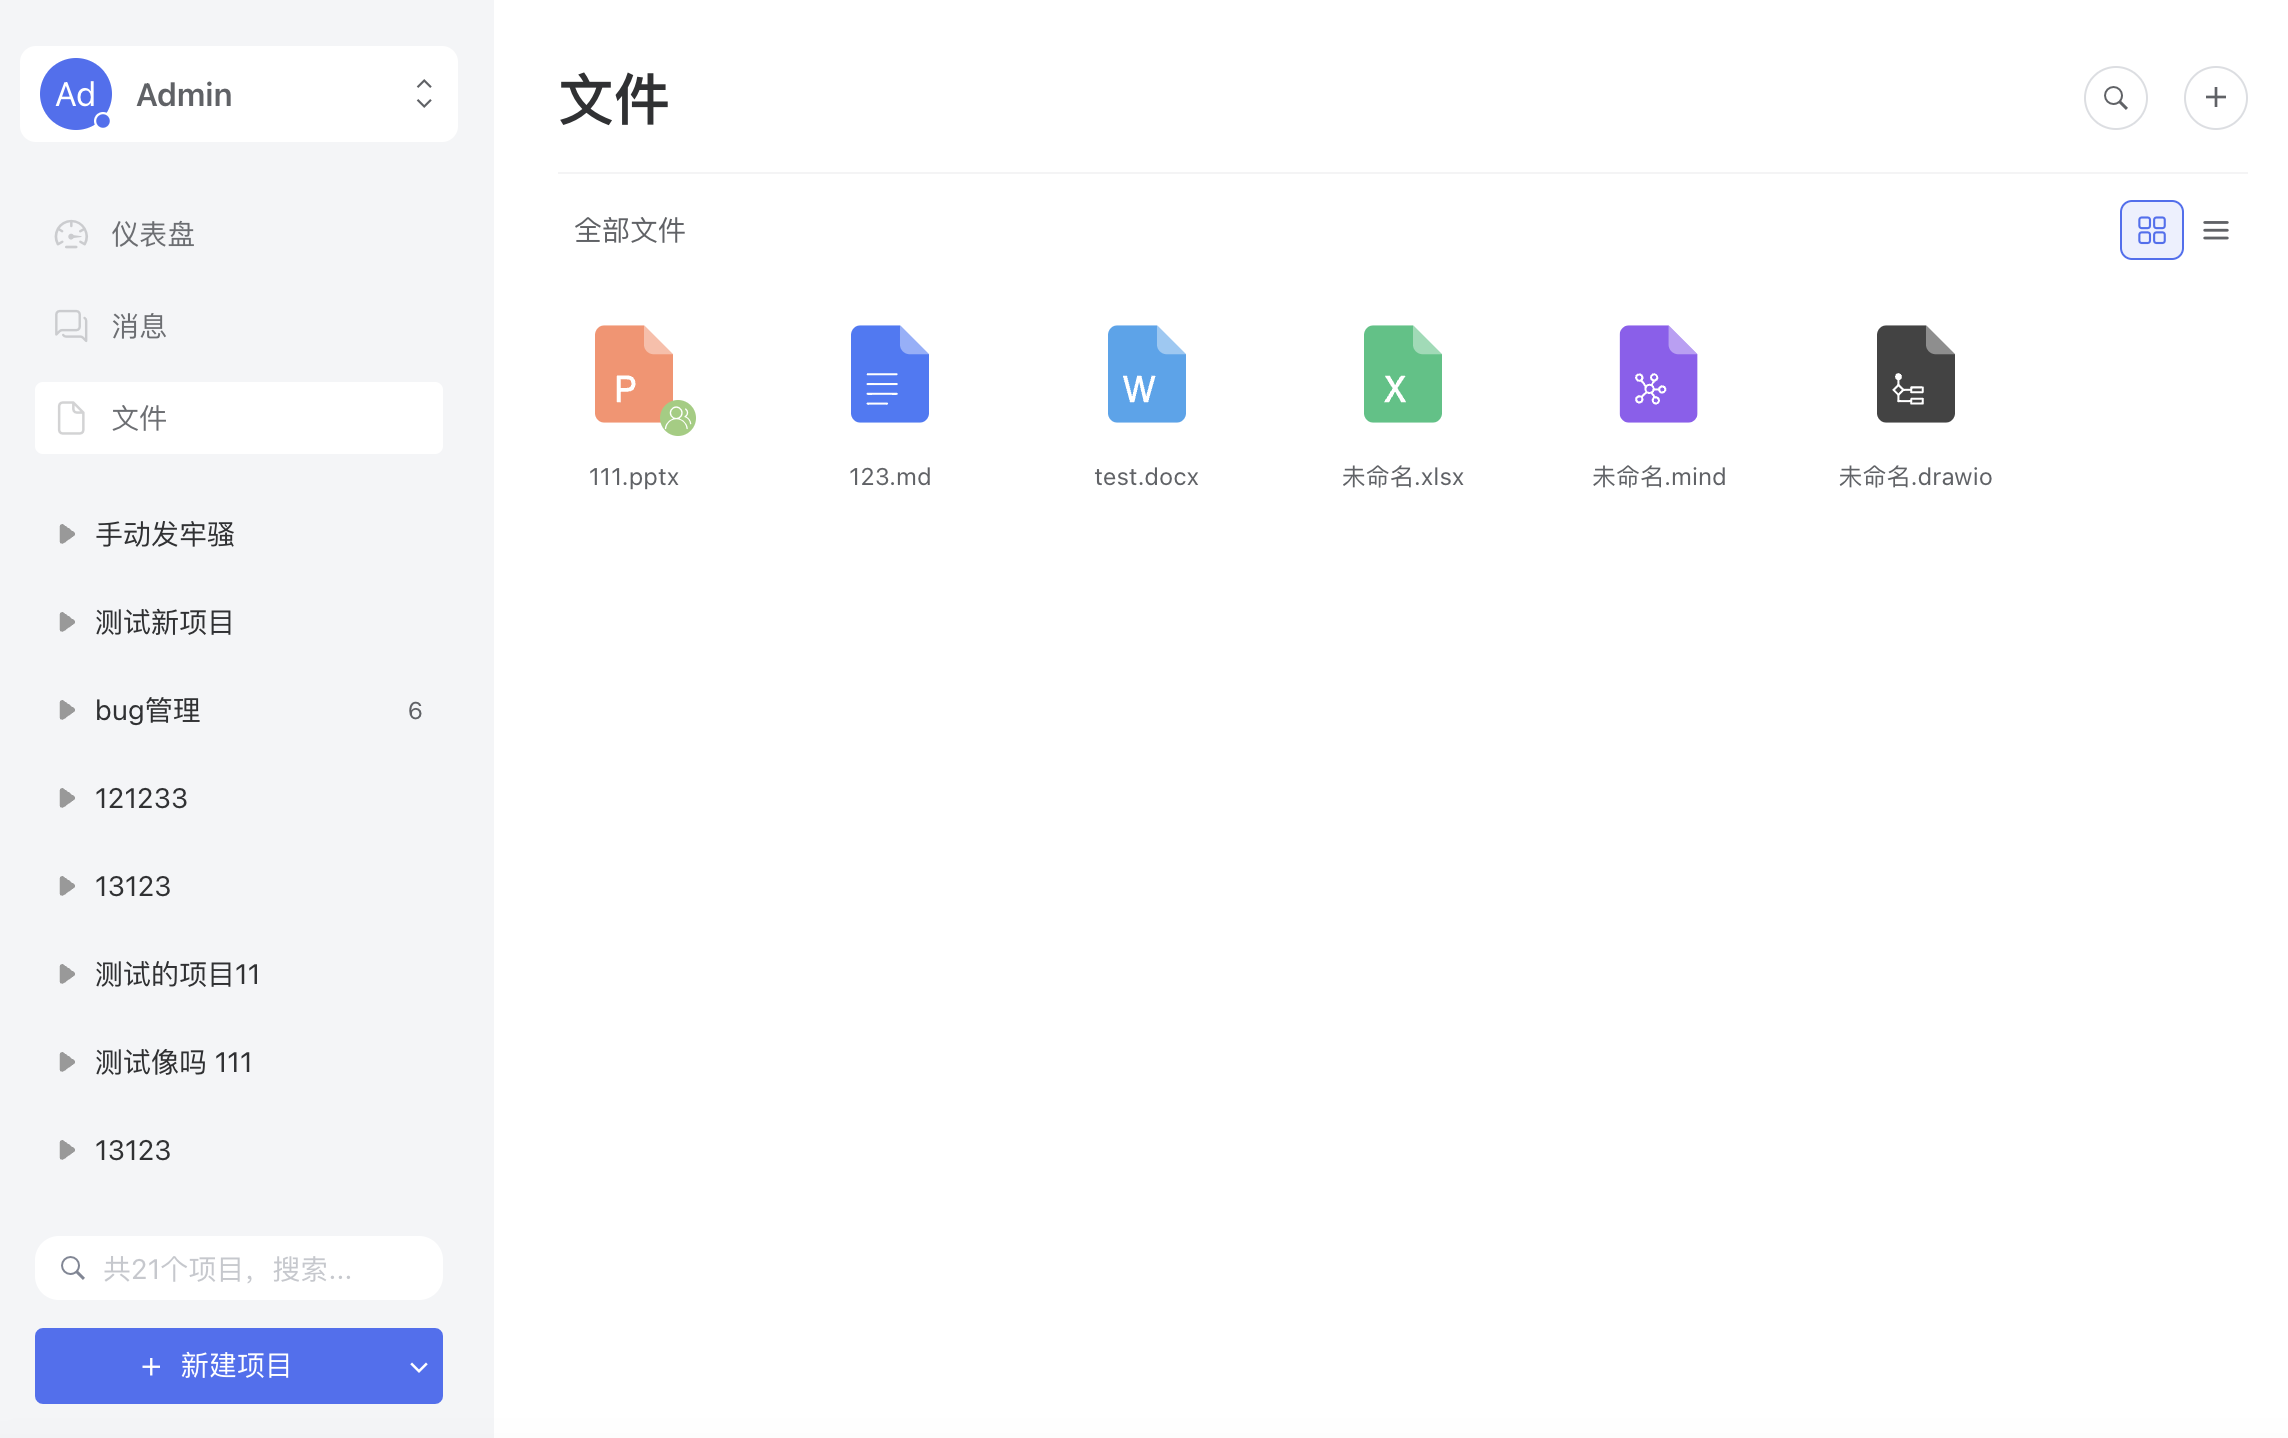 Ad
Admin
仪表盘
消息
文件
手动发牢骚
测试新项目
bug管理 6
121233
13123
测试的项目11
测试像吗 111
13123
共21个项目，搜索...
新建项目
文件
全部文件
P
W
X
111.pptx
123.md
test.docx
未命名.xlsx
未命名.mind
未命名.drawio